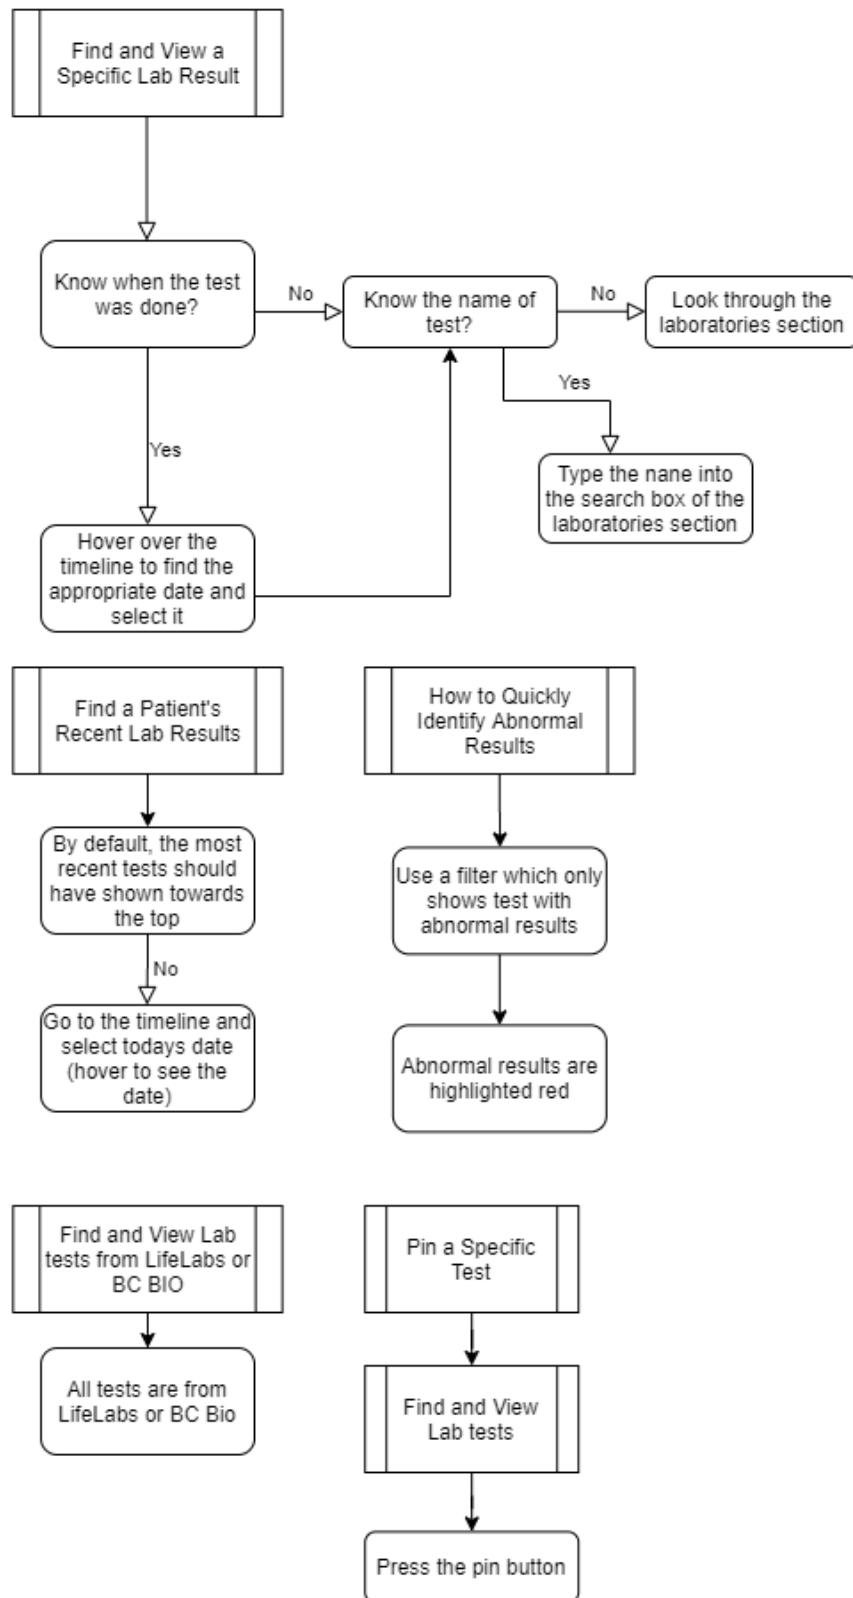 Find and View a
Specific Lab Result
Know when the test
was done?
No
Know the name of
test?
No
Look through the
laboratories section
Yes
Type the nane into
the search box of the
laboratories section
Yes
Hover over the
timeline to find the
appropriate date and
select it
Find a Patient's
Recent Lab Results
By default, the most
recent tests should
have shown towards
the top
No
Go to the timeline and
select todays date
(hover to see the
date)
How to Quickly
Identify Abnormal
Results
Use a filter which only
shows test with
abnormal results
Abnormal results are
highlighted red
Find and View Lab
tests from LifeLabs or
BC BIO
All tests are from
LifeLabs or BC Bio
Pin a Specific
Test
Find and View
Lab tests
Press the pin button